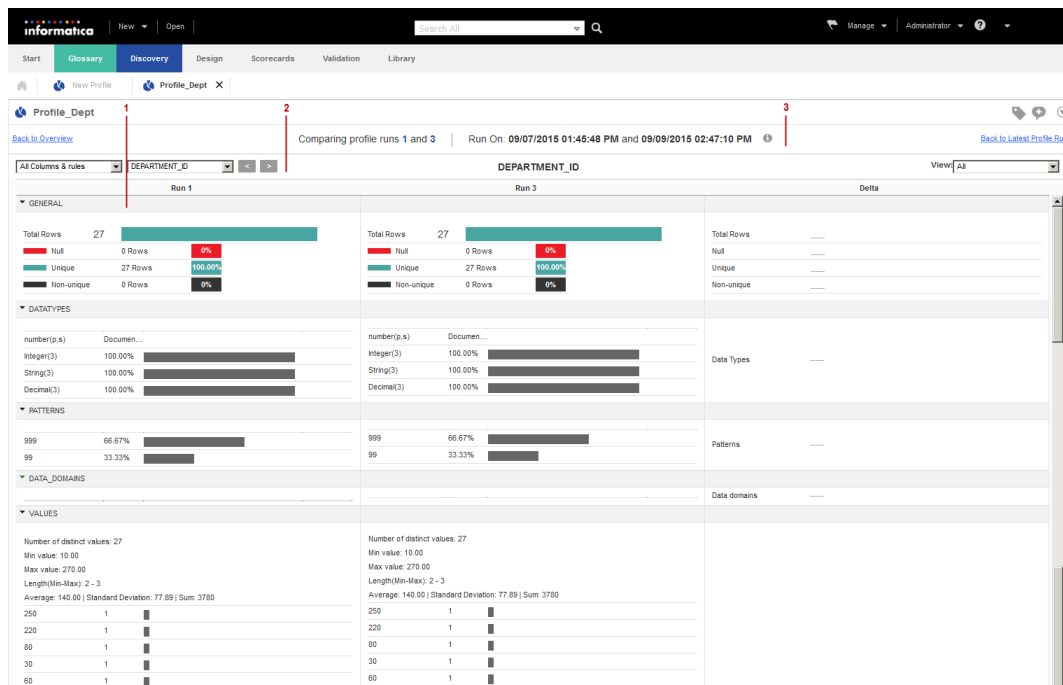 informatica New Open Search All Manage Administrator ?
Start Glossary Discovery Design Scorecards Validation Library
New Profile Profile_Dept X
Profile_Dept 1 2 3
Back to Overview Comparing profile runs 1 and 3 Run On: 09/07/2015 01:45:48 PM and 09/09/2015 02:47:10 PM Back to Latest Profile Ru
All Columns & rules DEPARTMENT_ID < > DEPARTMENT_ID View: All
Run 1 Run 3 Delta
GENERAL
Total Rows 27 Total Rows 27 Total Rows
Null 0 Rows 0% Null 0 Rows 0% Null
Unique 27 Rows 100.00% Unique 27 Rows 100.00% Unique
Non-unique 0 Rows 0% Non-unique 0 Rows 0% Non-unique
DATATYPES
number(p,s) Documen... number(p,s) Documen...
Integer(3) 100.00% Integer(3) 100.00% Data Types
String(3) 100.00% String(3) 100.00%
Decimal(3) 100.00% Decimal(3) 100.00%
PATTERNS
999 66.67% 999 66.67% Patterns
99 33.33% 99 33.33%
DATA_DOMAINS
Data domains
VALUES
Number of distinct values: 27 Number of distinct values: 27
Min value: 10.00 Min value: 10.00
Max value: 270.00 Max value: 270.00
Length(Min-Max): 2 - 3 Length(Min-Max): 2 - 3
Average: 140.00 | Standard Deviation: 77.89 | Sum: 3780 Average: 140.00 | Standard Deviation: 77.89 | Sum: 3780
250 1 250 1
220 1 220 1
80 1 80 1
30 1 30 1
60 1 60 1